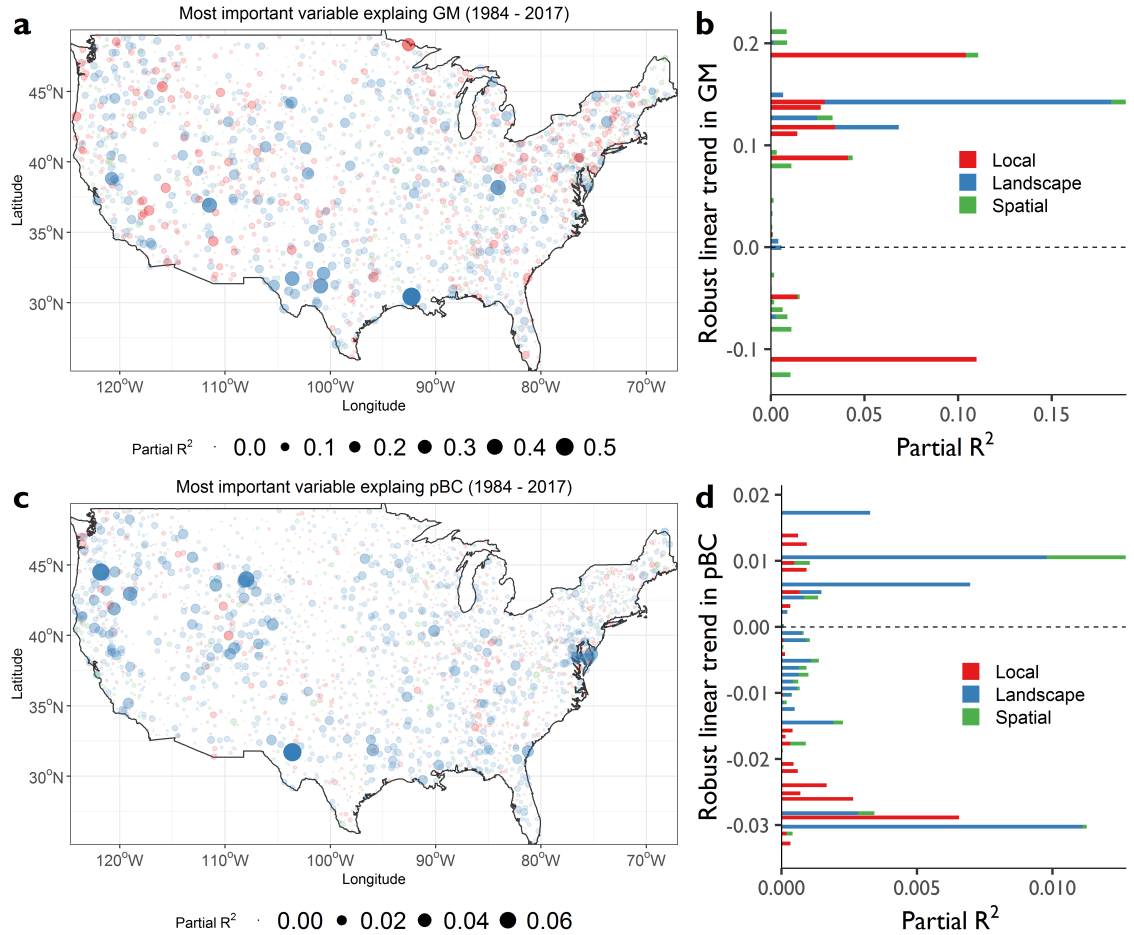 a
Most important variable explaing GM (1984 - 2017)
Latitude
45°N
40°N
35°N
30°N
120°W 110°W 100°W 90°W 80°W 70°W
Longitude
Partial R² 0.0 0.1 0.2 0.3 0.4 0.5
b
Robust linear trend in GM
0.2
0.1
0.0
-0.1
Local
Landscape
Spatial
0.00 0.05 0.10 0.15
Partial R²
c
Most important variable explaing pBC (1984 - 2017)
Latitude
45°N
40°N
35°N
30°N
120°W 110°W 100°W 90°W 80°W 70°W
Longitude
Partial R² 0.00 0.02 0.04 0.06
d
Robust linear trend in pBC
0.02
0.01
0.00
-0.01
-0.02
-0.03
Local
Landscape
Spatial
0.000 0.005 0.010
Partial R²